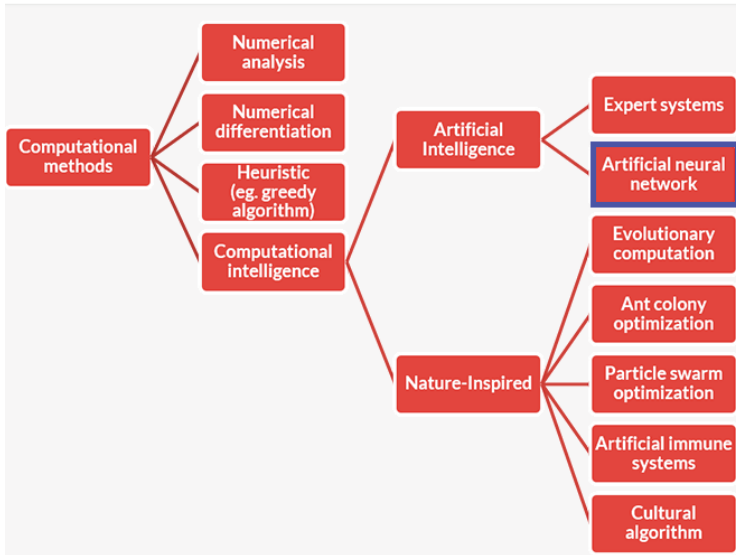 Numerical
analysis
Numerical
differentiation
Computational
methods
Heuristic
(eg. greedy
algorithm)
Computational
intelligence
Artificial
Intelligence
Nature-Inspired
Expert systems
Artificial neural
network
Evolutionary
computation
Ant colony
optimization
Particle swarm
optimization
Artificial immune
systems
Cultural
algorithm